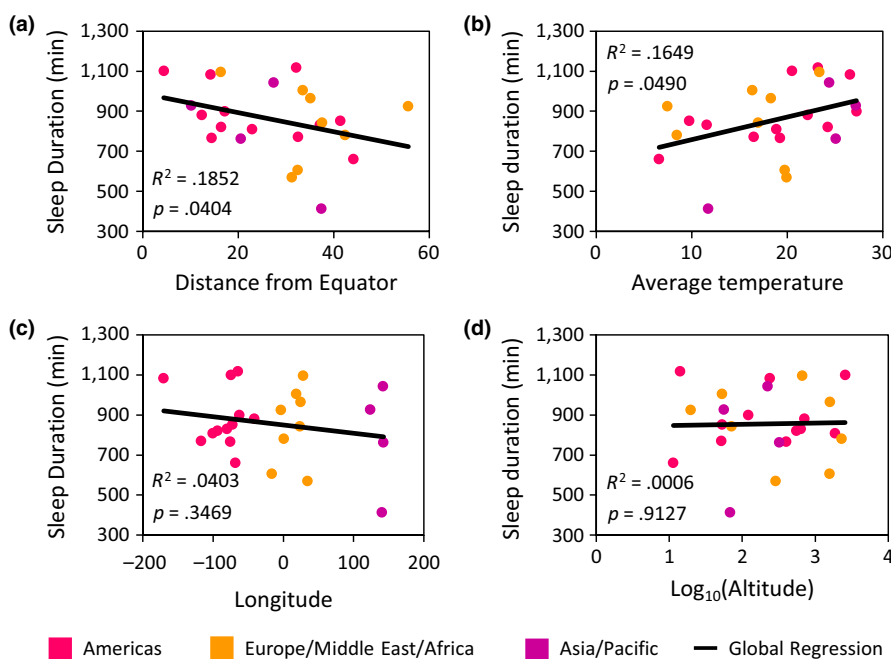 (a)
1,300
1,100
900
700
500
300
Sleep Duration (min)
R² = .1852
p = .0404
0 20 40 60
Distance from Equator
(b)
1,300
1,100
900
700
500
300
Sleep duration (min)
R² = .1649
p = .0490
0 10 20 30
Average temperature
(c)
1,300
1,100
900
700
500
300
Sleep Duration (min)
R² = .0403
p = .3469
–200 –100 0 100 200
Longitude
(d)
1,300
1,100
900
700
500
300
Sleep duration (min)
R² = .0006
p = .9127
0 1 2 3 4
Log₁₀(Altitude)
Americas Europe/Middle East/Africa Asia/Pacific Global Regression